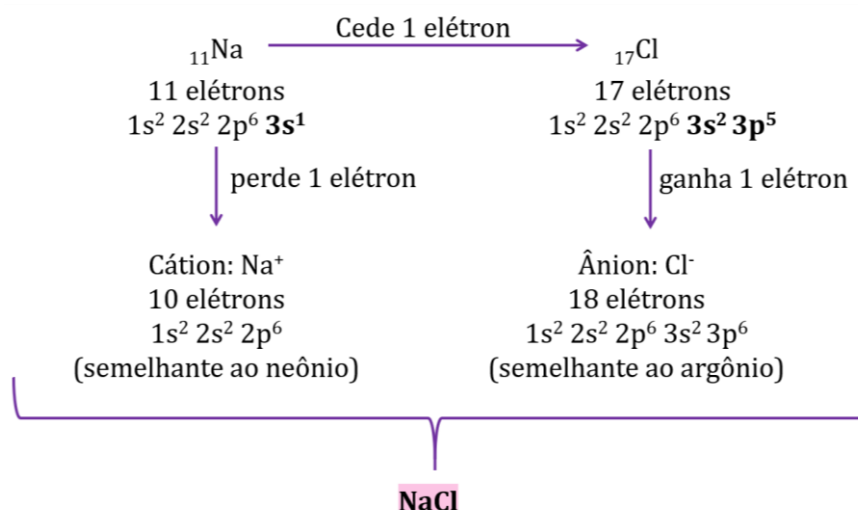 Cede 1 elétron
₁₁Na
₁₇Cl
11 elétrons
17 elétrons
1s² 2s² 2p⁶ 3s¹
1s² 2s² 2p⁶ 3s² 3p⁵
perde 1 elétron
ganha 1 elétron
Cátion: Na⁺
Ânion: Cl⁻
10 elétrons
18 elétrons
1s² 2s² 2p⁶
1s² 2s² 2p⁶ 3s² 3p⁶
(semelhante ao neônio)
(semelhante ao argônio)
NaCl